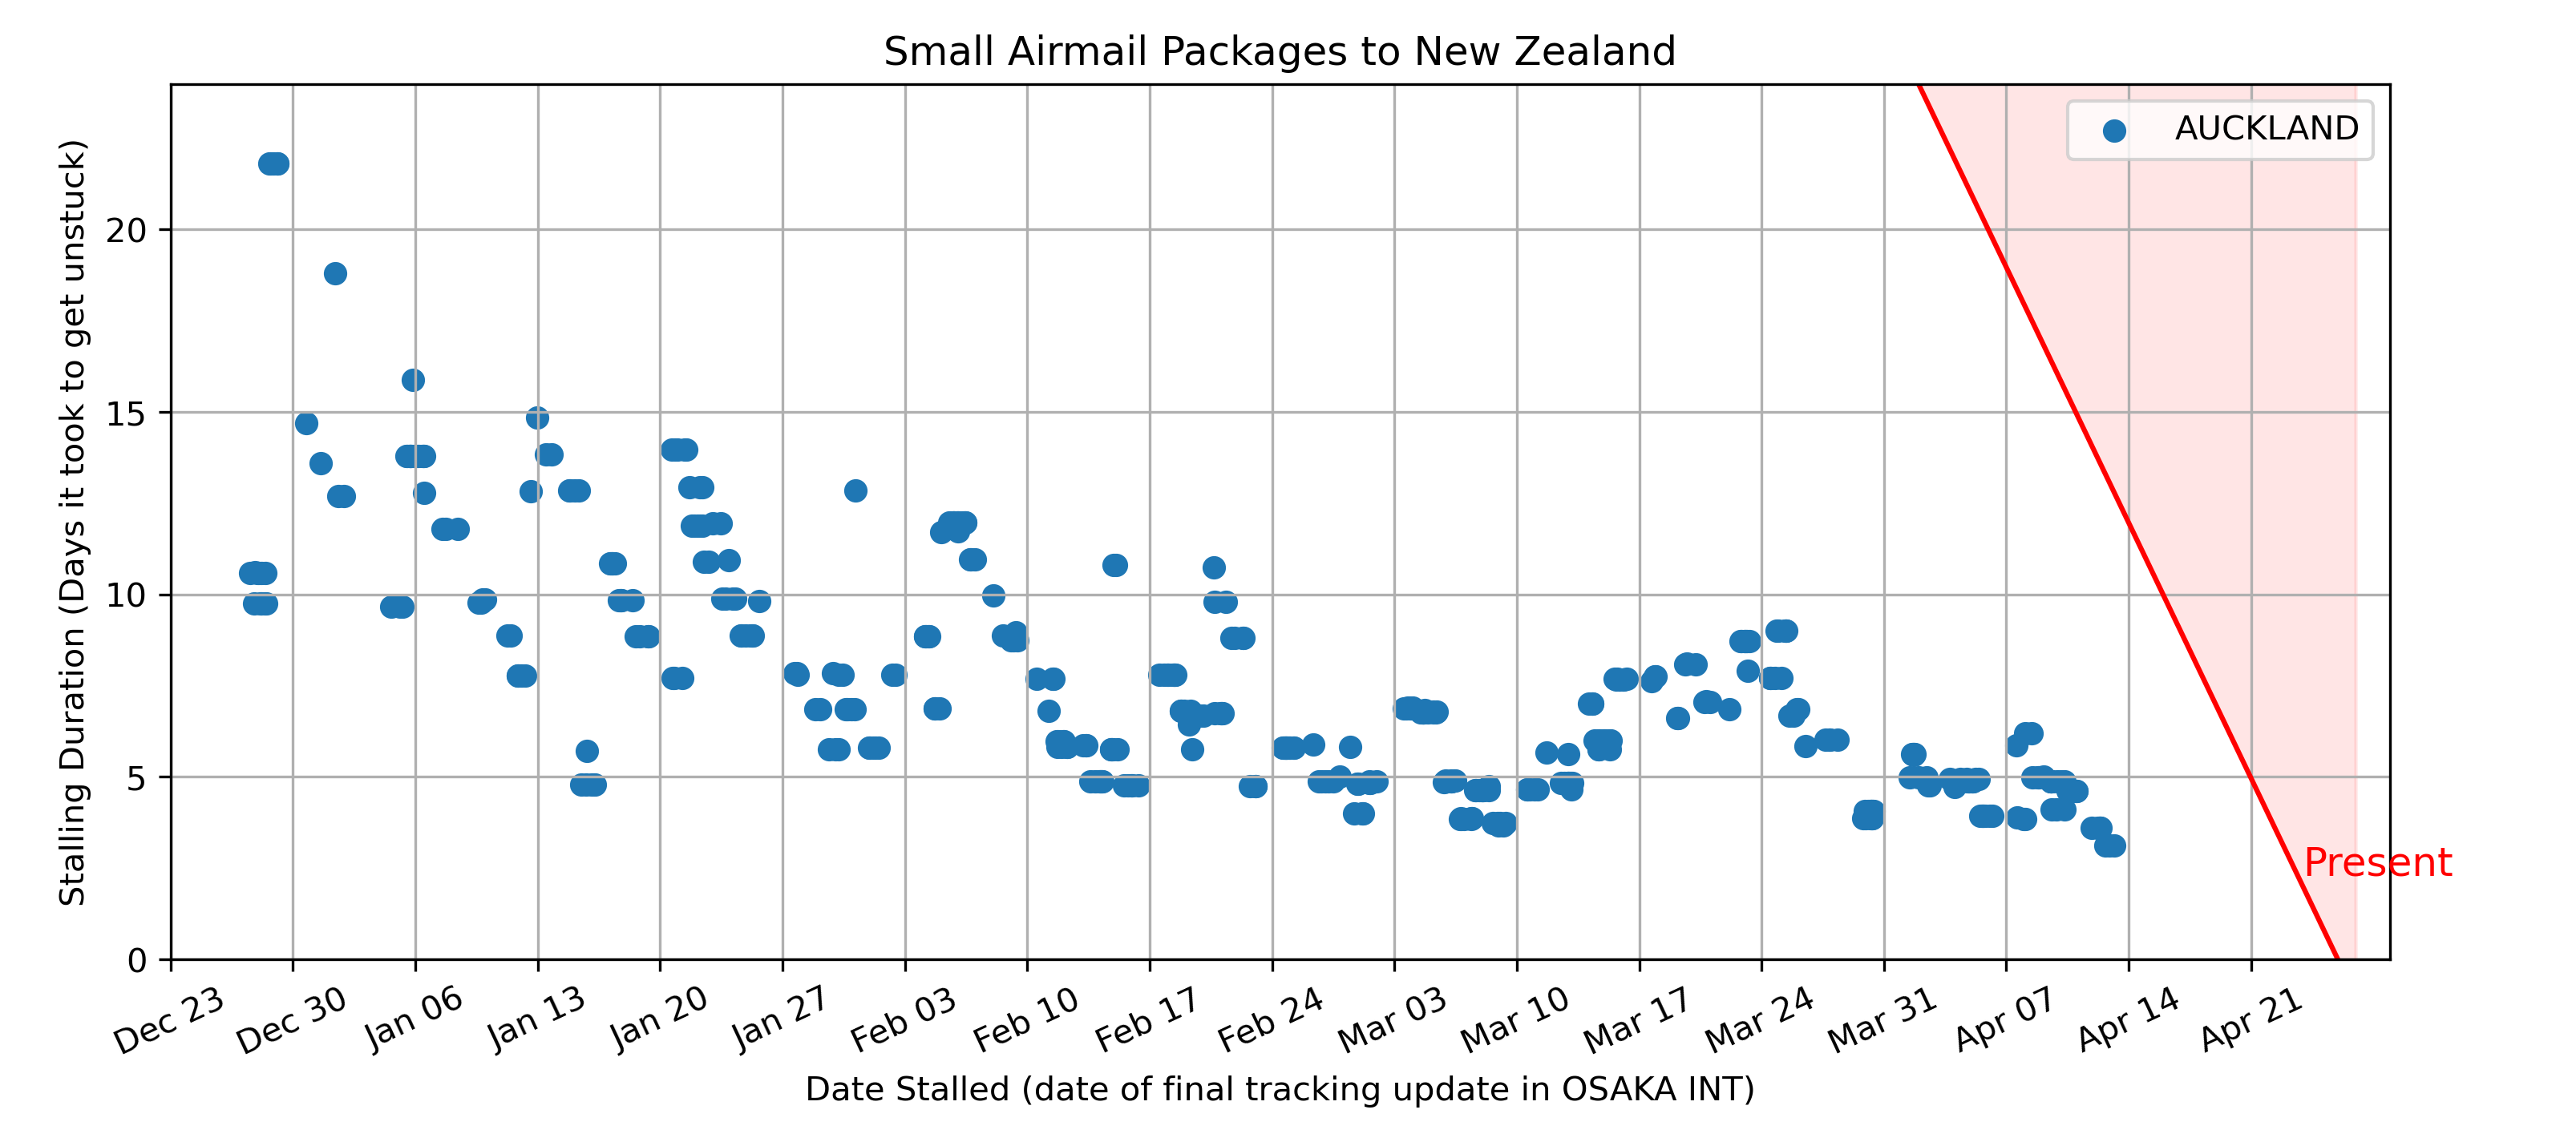 Small Airmail Packages to New Zealand
AUCKLAND
Stalling Duration (Days it took to get unstuck)
20
15
10
5
0
Present
Dec 23 Dec 30 Jan 06 Jan 13 Jan 20 Jan 27 Feb 03 Feb 10 Feb 17 Feb 24 Mar 03 Mar 10 Mar 17 Mar 24 Mar 31 Apr 07 Apr 14 Apr 21
Date Stalled (date of final tracking update in OSAKA INT)